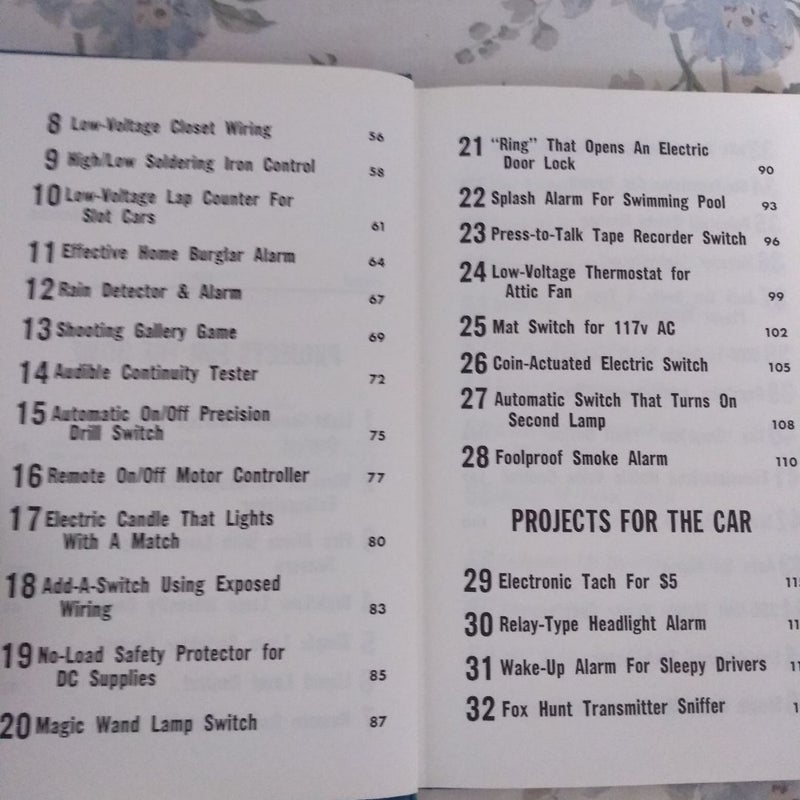 8 Low-Voltage Closet Wiring 56
9 High/Low Soldering Iron Control 58
10 Low-Voltage Lap Counter For
Slot Cars 61
11 Effective Home Burglar Alarm 64
12 Rain Detector & Alarm 67
13 Shooting Gallery Game 69
14 Audible Continuity Tester 72
15 Automatic On/Off Precision
Drill Switch 75
16 Remote On/Off Motor Controller 77
17 Electric Candle That Lights
With A Match 80
18 Add-A-Switch Using Exposed
Wiring 83
19 No-Load Safety Protector for
DC Supplies 85
20 Magic Wand Lamp Switch 87
21 "Ring" That Opens An Electric
Door Lock 90
22 Splash Alarm For Swimming Pool 93
23 Press-to-Talk Tape Recorder Switch 96
24 Low-Voltage Thermostat for
Attic Fan 99
25 Mat Switch for 117v AC 102
26 Coin-Actuated Electric Switch 105
27 Automatic Switch That Turns On
Second Lamp 108
28 Foolproof Smoke Alarm 110
PROJECTS FOR THE CAR
29 Electronic Tach For $5
30 Relay-Type Headlight Alarm
31 Wake-Up Alarm For Sleepy Drivers
32 Fox Hunt Transmitter Sniffer